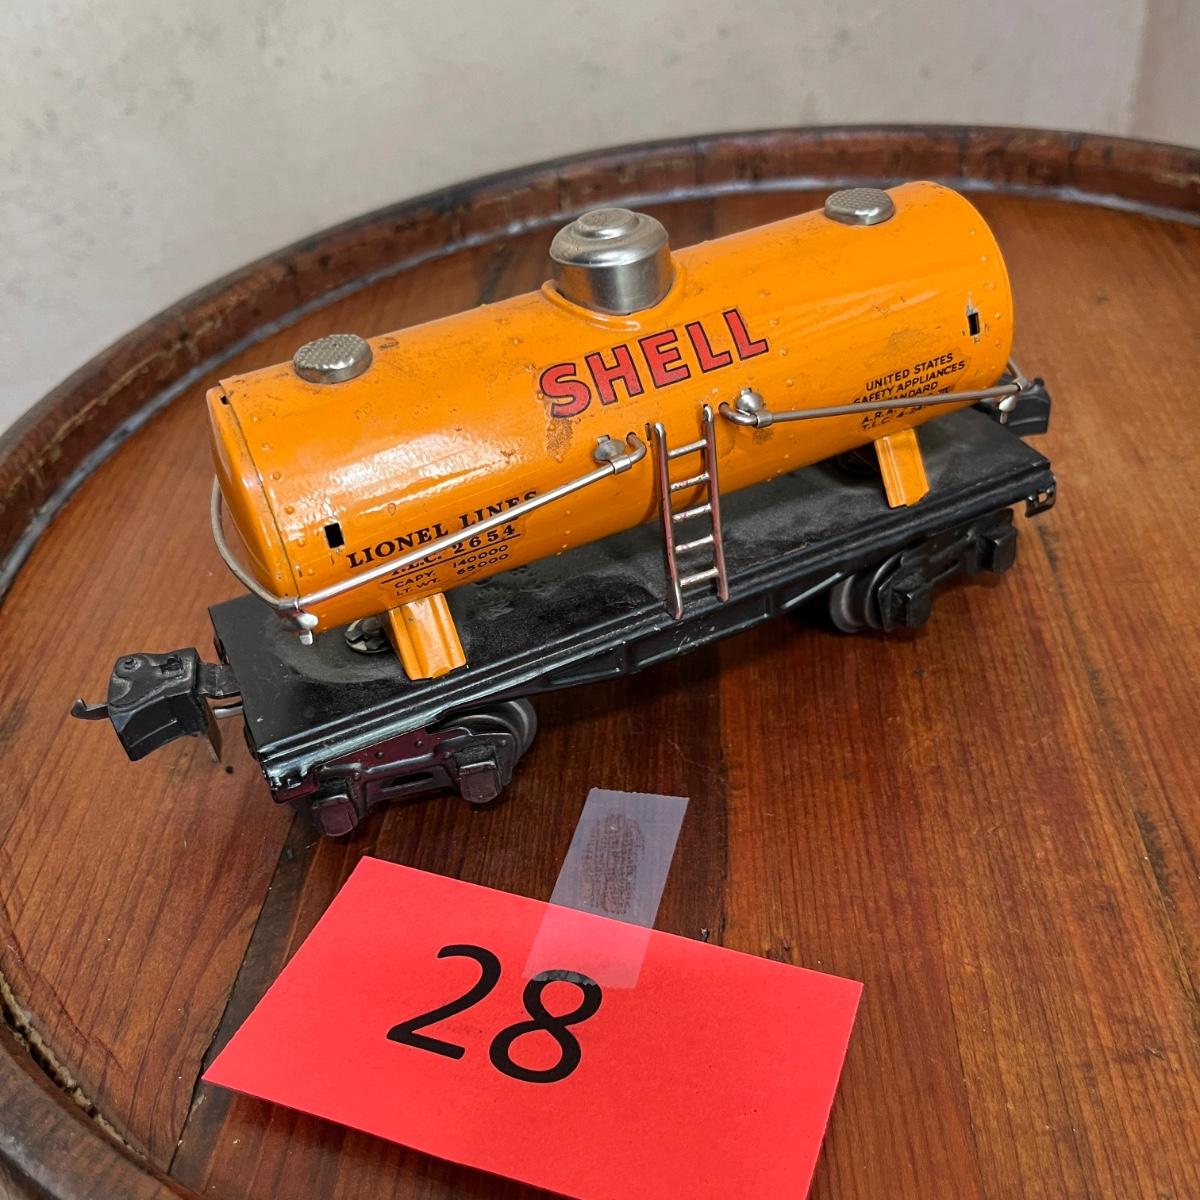 SHELL
LIONEL LINES
T.L.C. 2654
CAPY. 140000
LT. WT. 65000
UNITED STATES
SAFETY APPLIANCES
STANDARD
28